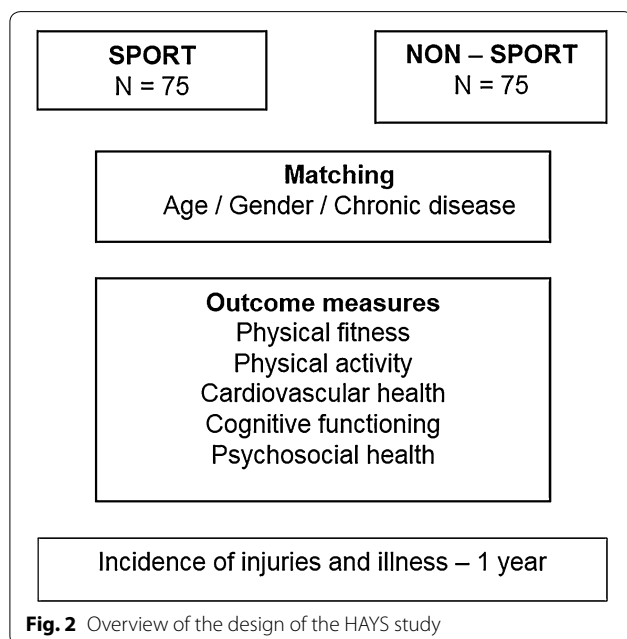 SPORT
N = 75
NON – SPORT
N = 75
Matching
Age / Gender / Chronic disease
Outcome measures
Physical fitness
Physical activity
Cardiovascular health
Cognitive functioning
Psychosocial health
Incidence of injuries and illness – 1 year
Fig. 2 Overview of the design of the HAYS study